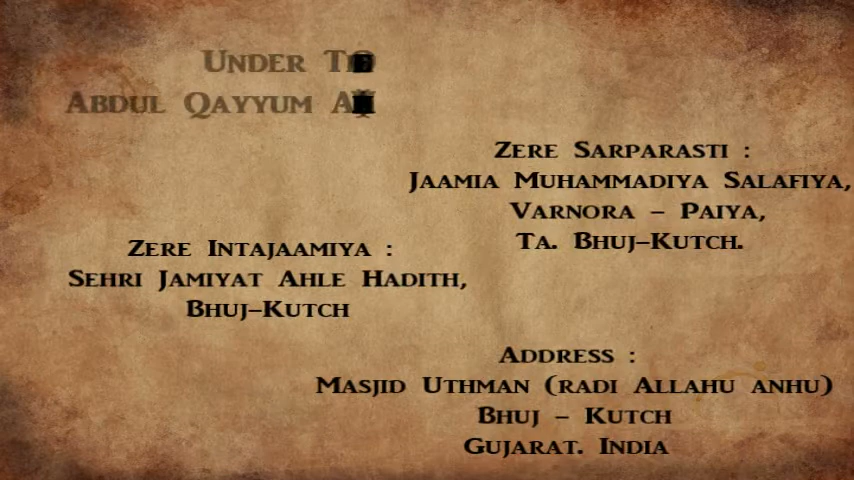 Under
Abdul Qayyum
Zere Sarparasti :
Jaamia Muhammadiya Salafiya,
Varnora - Paiya,
Ta. Bhuj-Kutch.
Zere Intajaamiya :
Sehri Jamiyat Ahle Hadith,
Bhuj-Kutch
Address :
Masjid Uthman (radi Allahu anhu)
Bhuj - Kutch
Gujarat. India